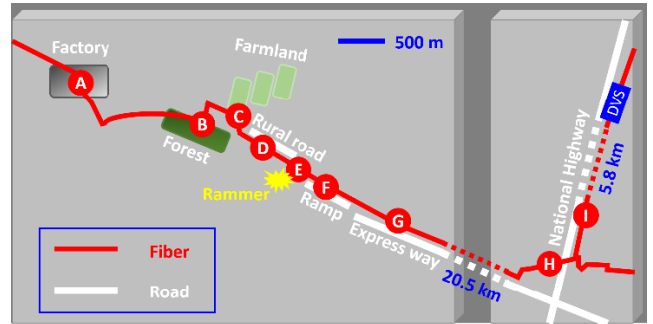 Factory
A
Farmland
500 m
B
Forest
C
Rural road
D
E
Rammer
F
Ramp
G
Express way
20.5 km
H
National Highway
I
5.8 km
DVS
Fiber
Road